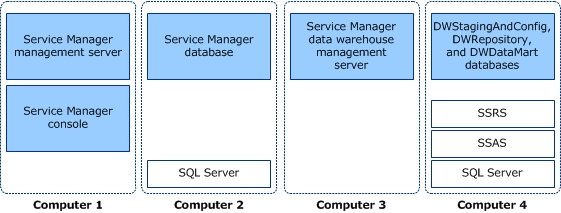 Service Manager
management server
Service Manager
console
Computer 1
Service Manager
database
SQL Server
Computer 2
Service Manager
data warehouse
management
server
Computer 3
DWStagingAndConfig,
DWRepository,
and DWDataMart
databases
SSRS
SSAS
SQL Server
Computer 4